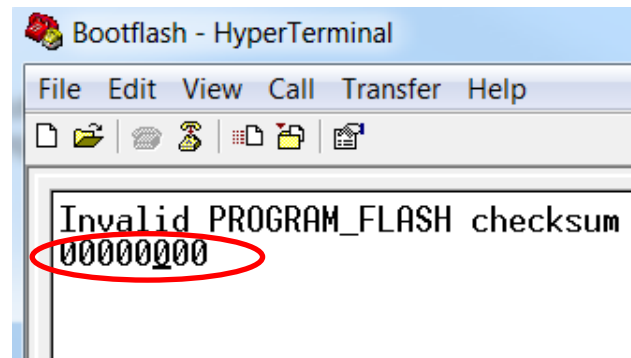 Bootflash - HyperTerminal
File Edit View Call Transfer Help
Invalid PROGRAM_FLASH checksum
00000000